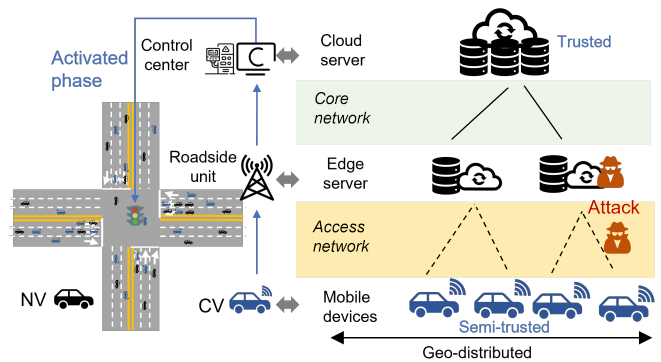 Activated
phase
Control
center
C
Cloud
server
Trusted
Core
network
Roadside
unit
Edge
server
Attack
Access
network
NV
CV
Mobile
devices
Semi-trusted
Geo-distributed